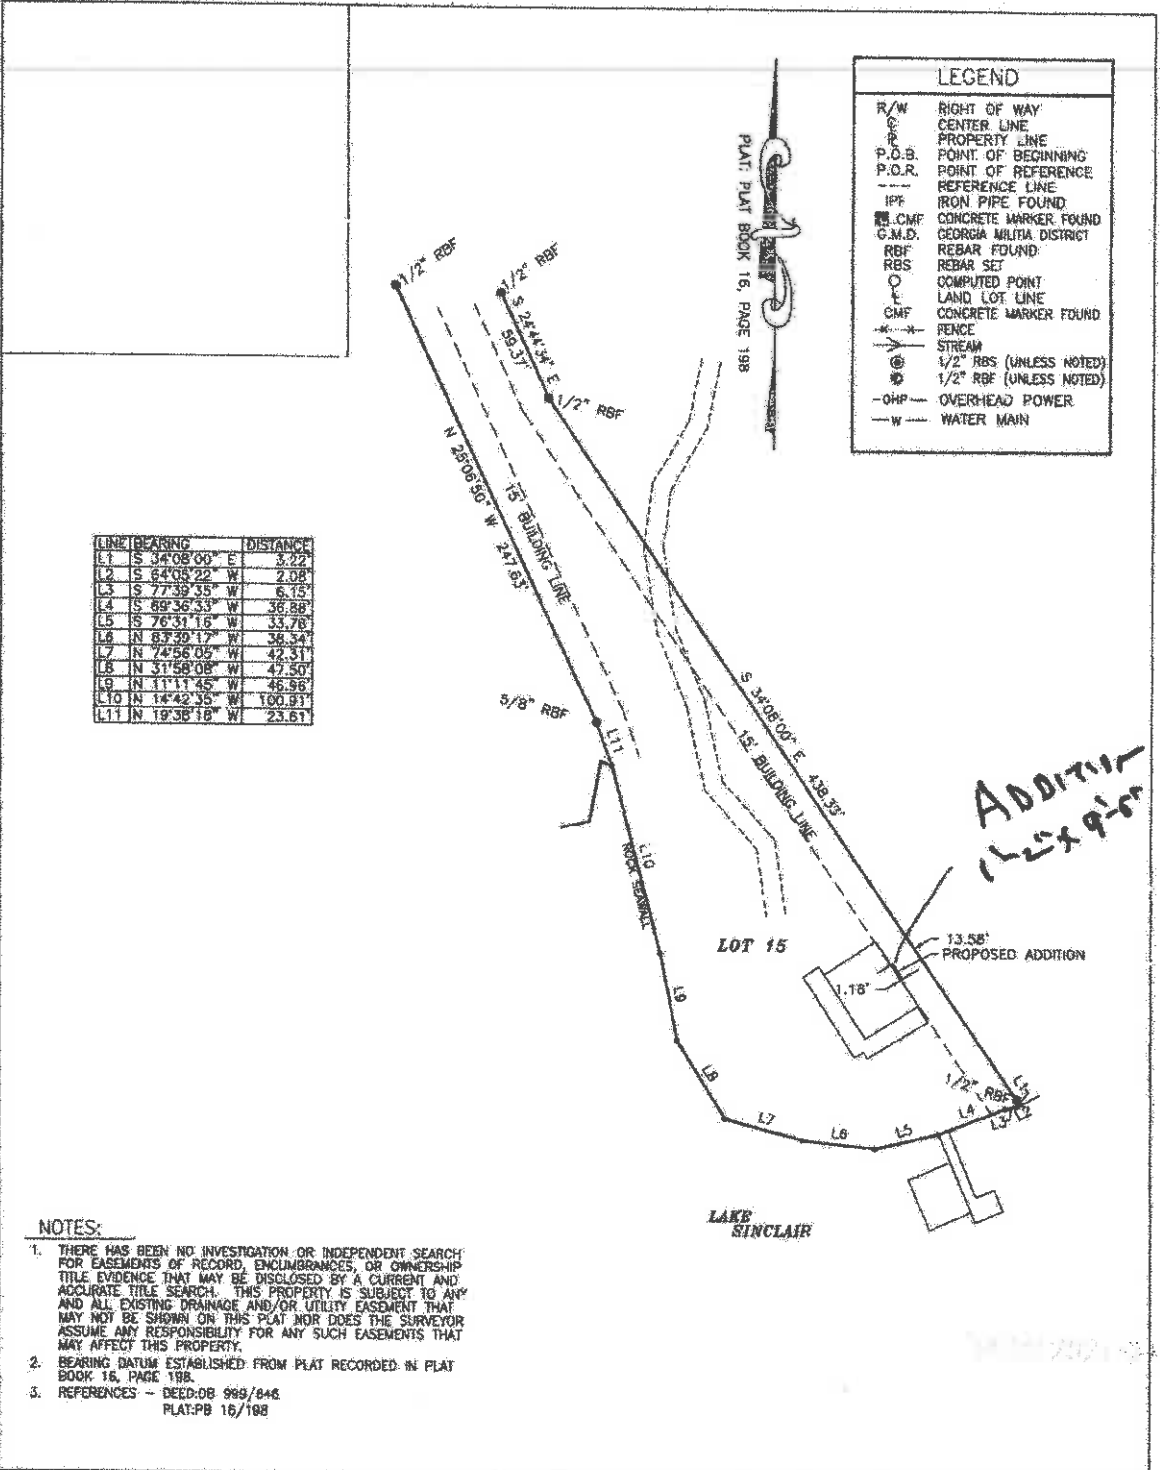 LEGEND
R/W RIGHT OF WAY
CENTER LINE
PROPERTY LINE
P.O.B. POINT OF BEGINNING
P.O.R. POINT OF REFERENCE
REFERENCE LINE
IPF IRON PIPE FOUND
CMF CONCRETE MARKER FOUND
G.M.D. GEORGIA MILITIA DISTRICT
RBF REBAR FOUND
RBS REBAR SET
COMPUTED POINT
LAND LOT LINE
CMF CONCRETE MARKER FOUND
FENCE
STREAM
1/2" RBS (UNLESS NOTED)
1/2" RBF (UNLESS NOTED)
-OHP- OVERHEAD POWER
-W- WATER MAIN
PLAT: PLAT BOOK 16, PAGE 198
1/2" RBF
1/2" RBF
S 24°44'34" E
59.37'
1/2" RBF
N 26°06'50" W 247.63'
15' BUILDING LINE
LINE BEARING DISTANCE
L1 S 34°08'00" E 3.22'
L2 S 64°05'22" W 2.08'
L3 S 77°39'35" W 6.15'
L4 S 69°36'33" W 36.88'
L5 S 76°31'16" W 33.78'
L6 N 83°39'17" W 38.34'
L7 N 74°56'05" W 42.31'
L8 N 31°58'08" W 47.50'
L9 N 11°11'45" W 46.96'
L10 N 14°42'35" W 100.91'
L11 N 19°38'18" W 23.61'
5/8" RBF
L11
S 34°08'00" E 438.33'
15' BUILDING LINE
ADDITION
1'-2" x 9'-6"
L10
ROCK SEAWALL
LOT 15
13.58'
PROPOSED ADDITION
1.18'
L9
L8
1/2" RBF
L1
L2
L3
L4
L5
L6
L7
LAKE
SINCLAIR
NOTES:
1. THERE HAS BEEN NO INVESTIGATION OR INDEPENDENT SEARCH
FOR EASEMENTS OF RECORD, ENCUMBRANCES, OR OWNERSHIP
TITLE EVIDENCE THAT MAY BE DISCLOSED BY A CURRENT AND
ACCURATE TITLE SEARCH. THIS PROPERTY IS SUBJECT TO ANY
AND ALL EXISTING DRAINAGE AND/OR UTILITY EASEMENT THAT
MAY NOT BE SHOWN ON THIS PLAT NOR DOES THE SURVEYOR
ASSUME ANY RESPONSIBILITY FOR ANY SUCH EASEMENTS THAT
MAY AFFECT THIS PROPERTY.
2. BEARING DATUM ESTABLISHED FROM PLAT RECORDED IN PLAT
BOOK 16, PAGE 198.
3. REFERENCES - DEED:DB 999/646
PLAT:PB 16/198